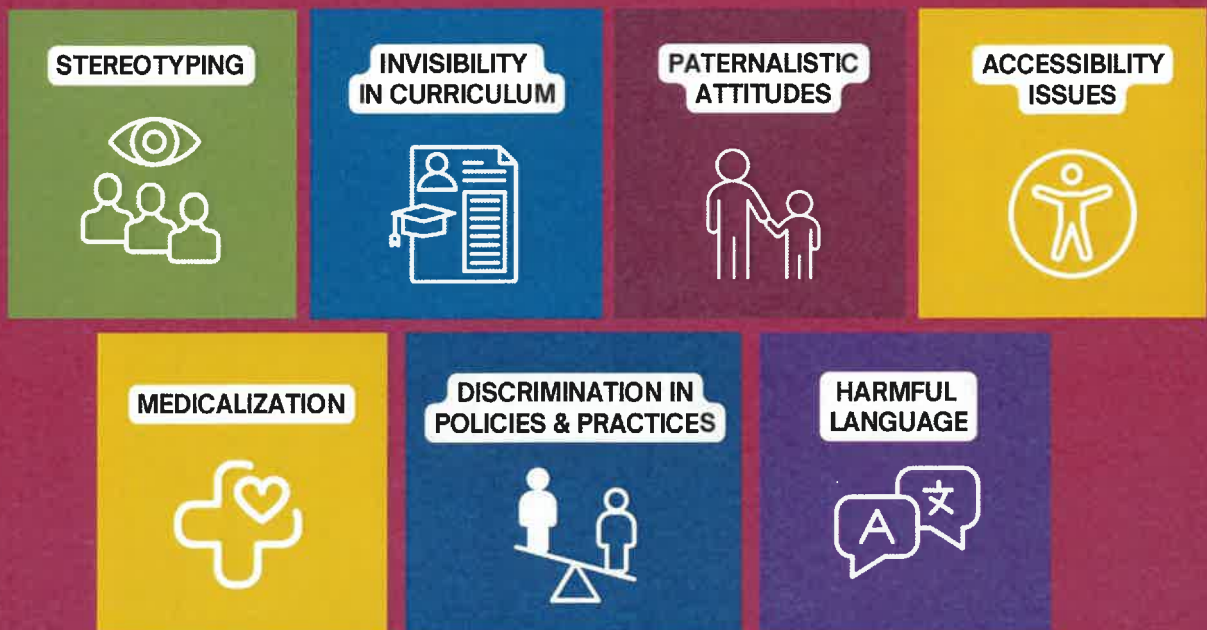 STEREOTYPING
INVISIBILITY
IN CURRICULUM
PATERNALISTIC
ATTITUDES
ACCESSIBILITY
ISSUES
MEDICALIZATION
DISCRIMINATION IN
POLICIES & PRACTICES
HARMFUL
LANGUAGE
A 文